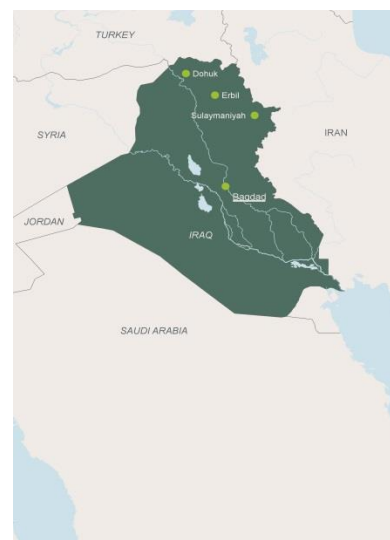 TURKEY
Dohuk
Erbil
Sulaymaniyah
SYRIA
IRAN
Bagdad
JORDAN
IRAQ
SAUDI ARABIA